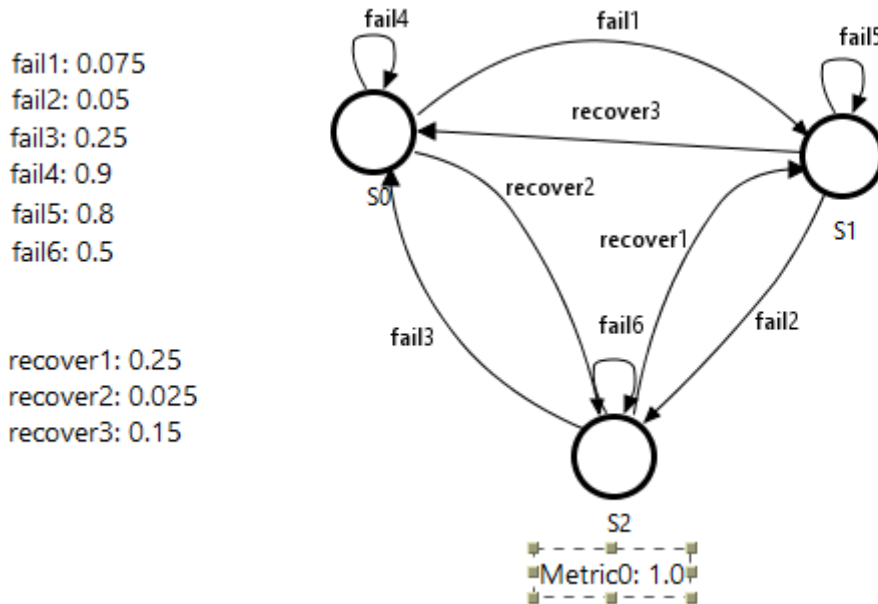 fail1: 0.075
fail2: 0.05
fail3: 0.25
fail4: 0.9
fail5: 0.8
fail6: 0.5
recover1: 0.25
recover2: 0.025
recover3: 0.15
fail4
fail1
fail5
recover3
S0
recover2
S1
recover1
fail3
fail6
fail2
S2
Metric0: 1.0